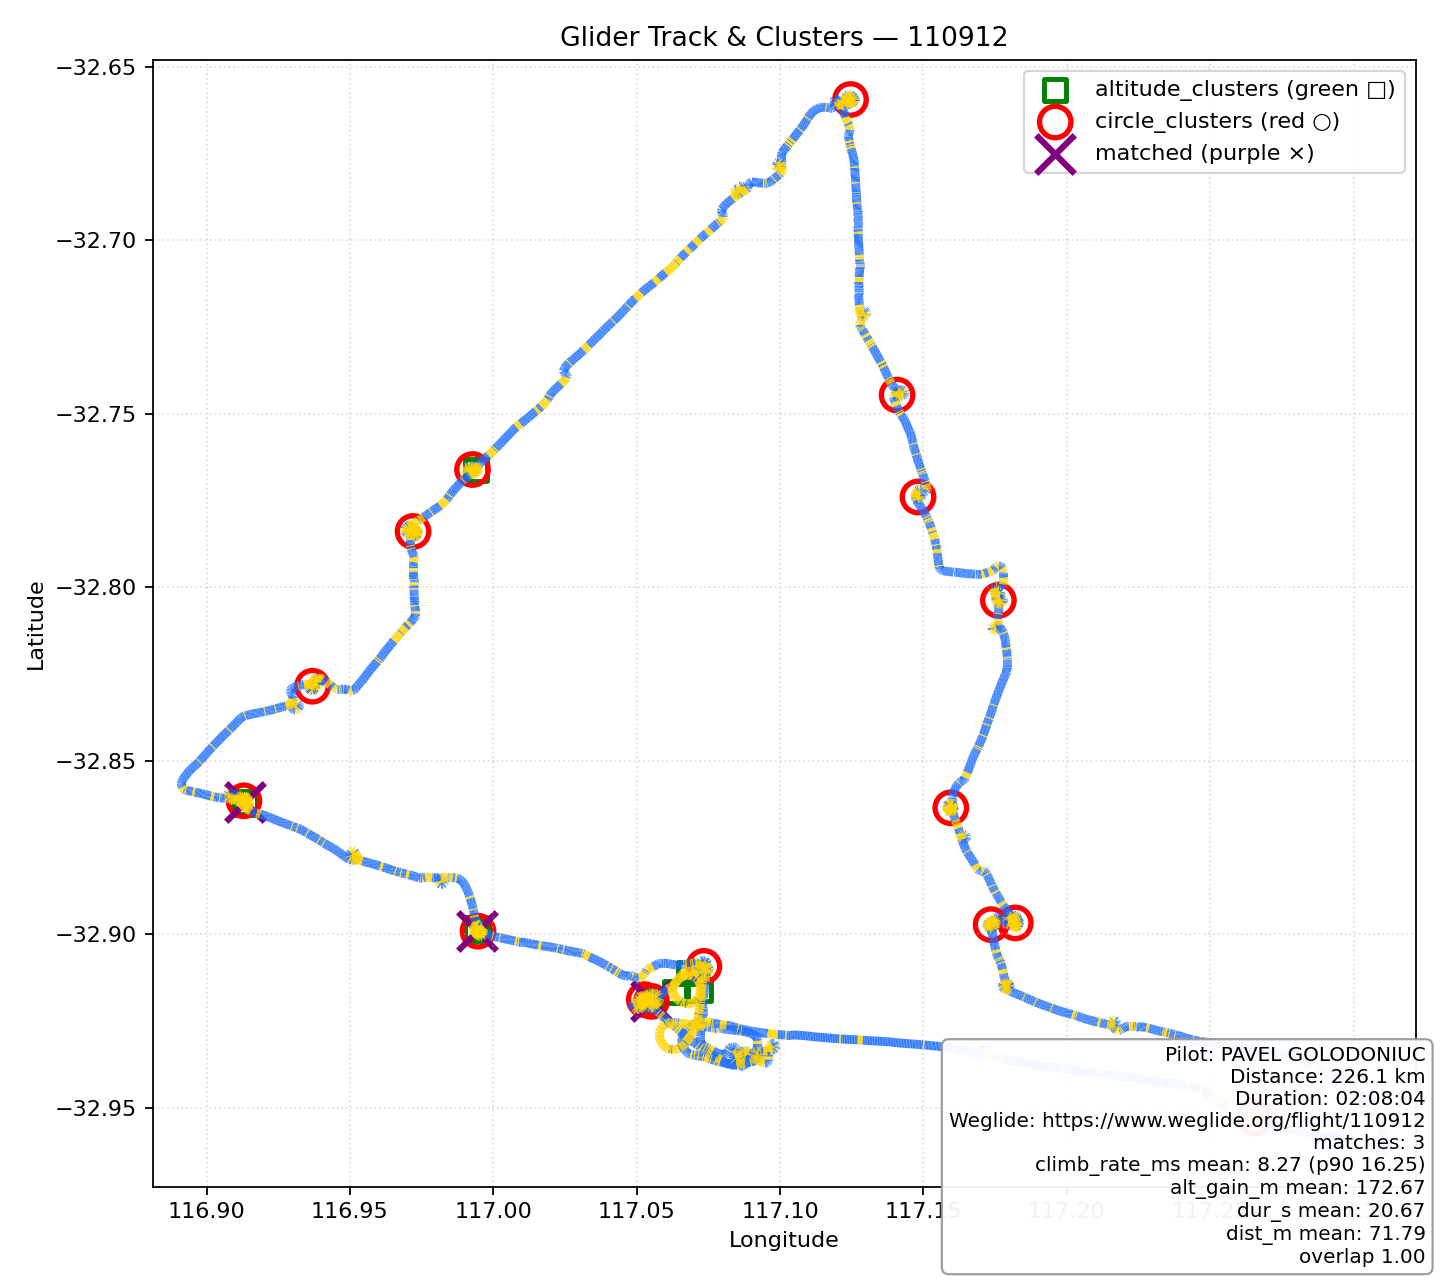 Glider Track & Clusters — 110912
altitude_clusters (green □)
circle_clusters (red ○)
matched (purple ×)
−32.65
−32.70
−32.75
−32.80
−32.85
−32.90
−32.95
Latitude
116.90
116.95
117.00
117.05
117.10
117.15
117.20
Longitude
Pilot: PAVEL GOLODONIUC
Distance: 226.1 km
Duration: 02:08:04
Weglide: https://www.weglide.org/flight/110912
matches: 3
climb_rate_ms mean: 8.27 (p90 16.25)
alt_gain_m mean: 172.67
dur_s mean: 20.67
dist_m mean: 71.79
overlap 1.00